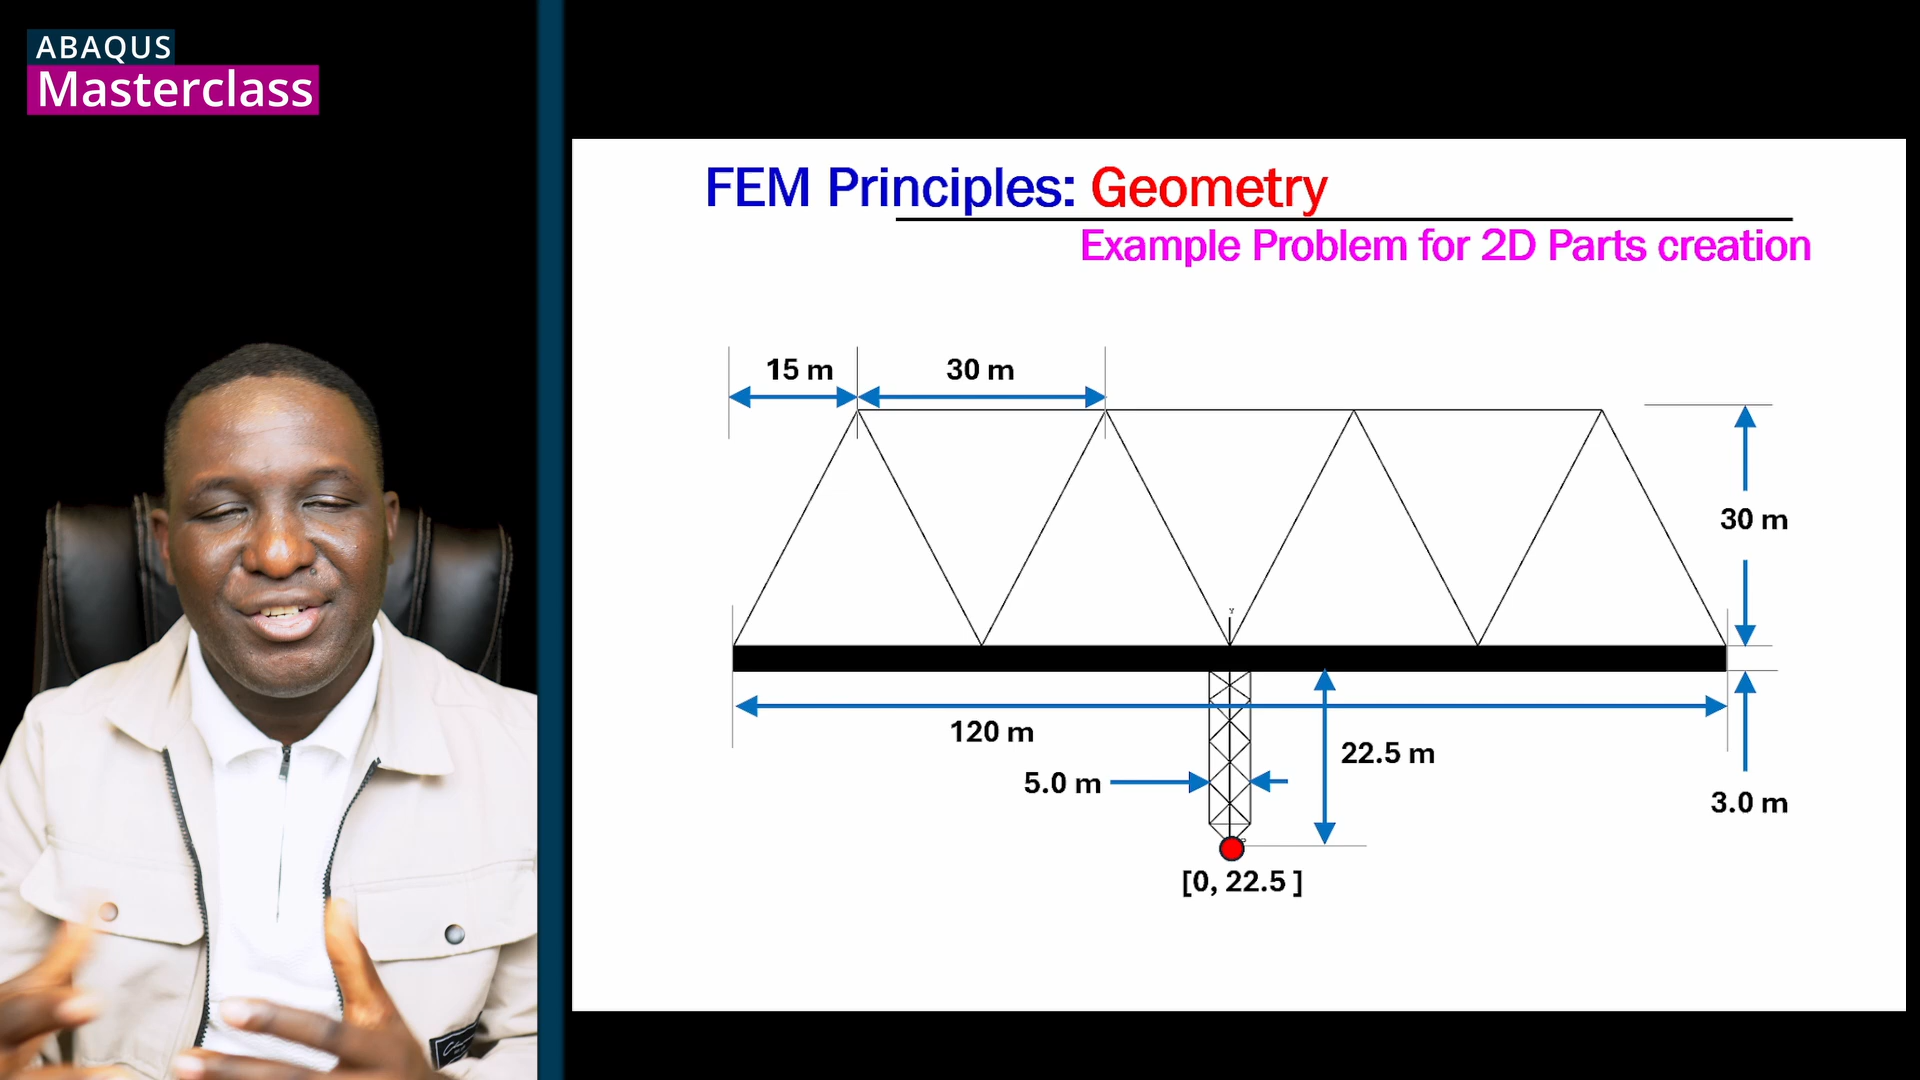 ABAQUS
Masterclass
FEM Principles: Geometry
Example Problem for 2D Parts creation
15 m
30 m
30 m
Y
120 m
22.5 m
5.0 m
3.0 m
[0, 22.5 ]